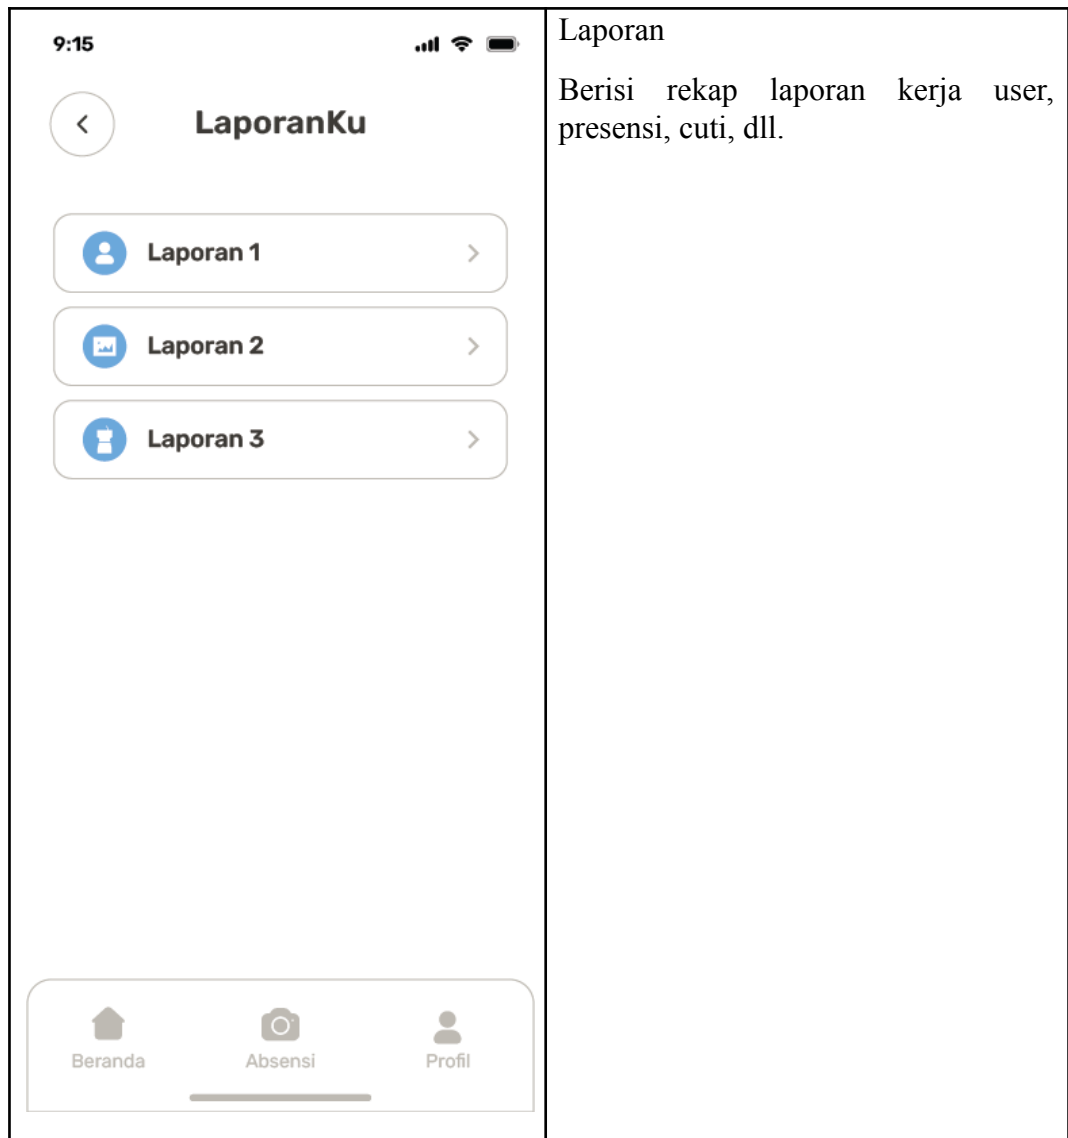 9:15
LaporanKu
Laporan 1
Laporan 2
Laporan 3
Beranda
Absensi
Profil
Laporan
Berisi rekap laporan kerja user,
presensi, cuti, dll.